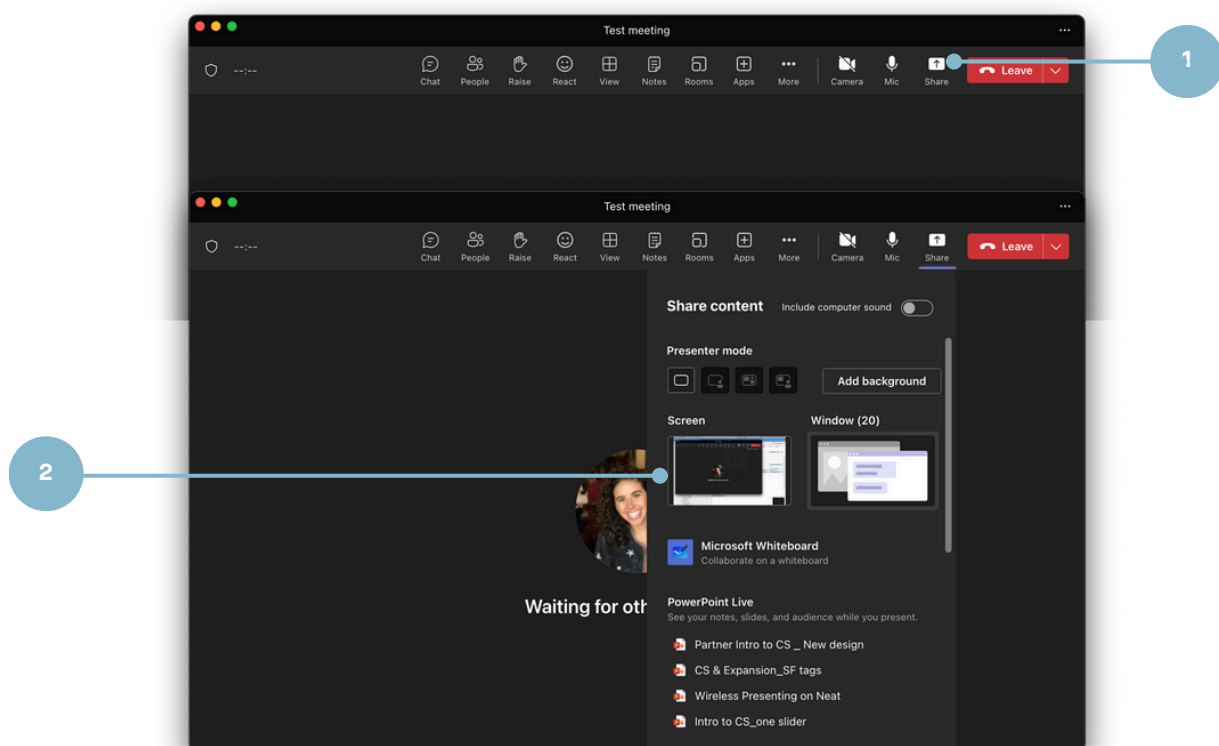 Test meeting
--:--
Chat People Raise React View Notes Rooms Apps More Camera Mic Share Leave
1
Test meeting
--:--
Chat People Raise React View Notes Rooms Apps More Camera Mic Share Leave
Share content Include computer sound
Presenter mode
Add background
Screen Window (20)
2
Microsoft Whiteboard
Collaborate on a whiteboard
Waiting for oth
PowerPoint Live
See your notes, slides, and audience while you present.
Partner Intro to CS _ New design
CS & Expansion_SF tags
Wireless Presenting on Neat
Intro to CS_one slider